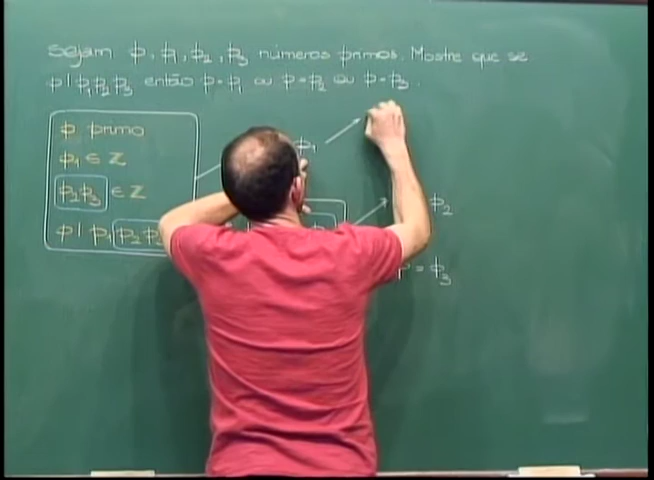 Sejam p, p₁, p₂, p₃ números primos. Mostre que se
p | p₁p₂p₃ então p = p₁ ou p = p₂ ou p = p₃.
p primo
p₁ ∈ ℤ
p₂p₃ ∈ ℤ
p | p₁p₂
p₁
p₂
= p₃